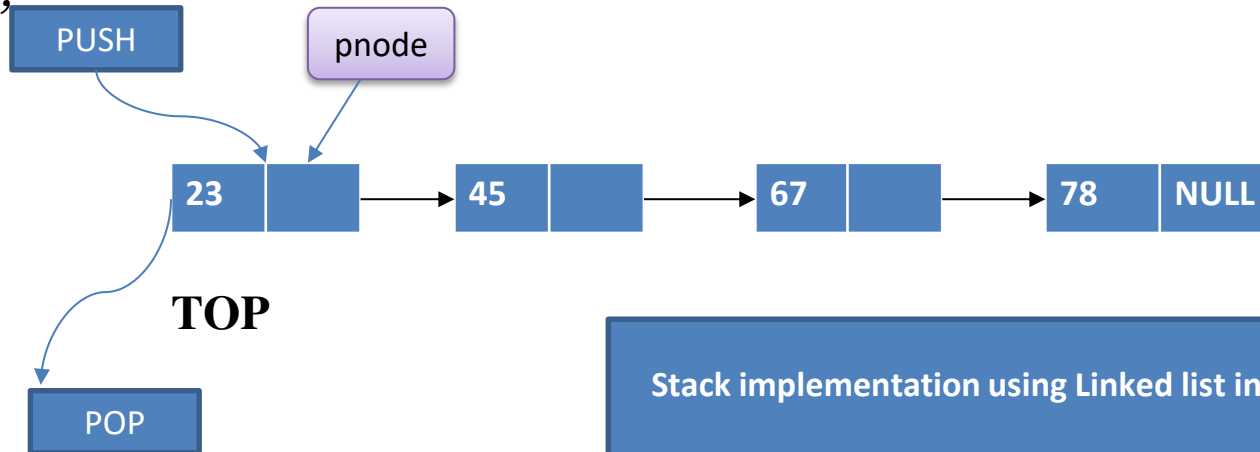 ,
PUSH
pnode
23 45 67 78 NULL
TOP
Stack implementation using Linked list in
POP